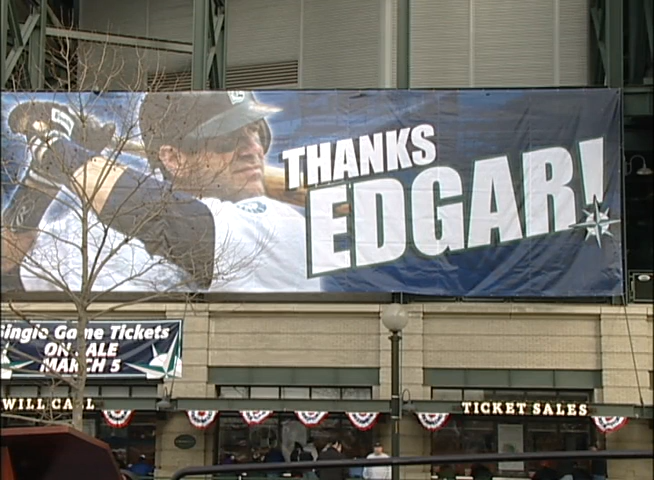 THANKS
EDGAR!
Single Game Tickets
ON SALE
MARCH 5
WILL CALL
TICKET SALES